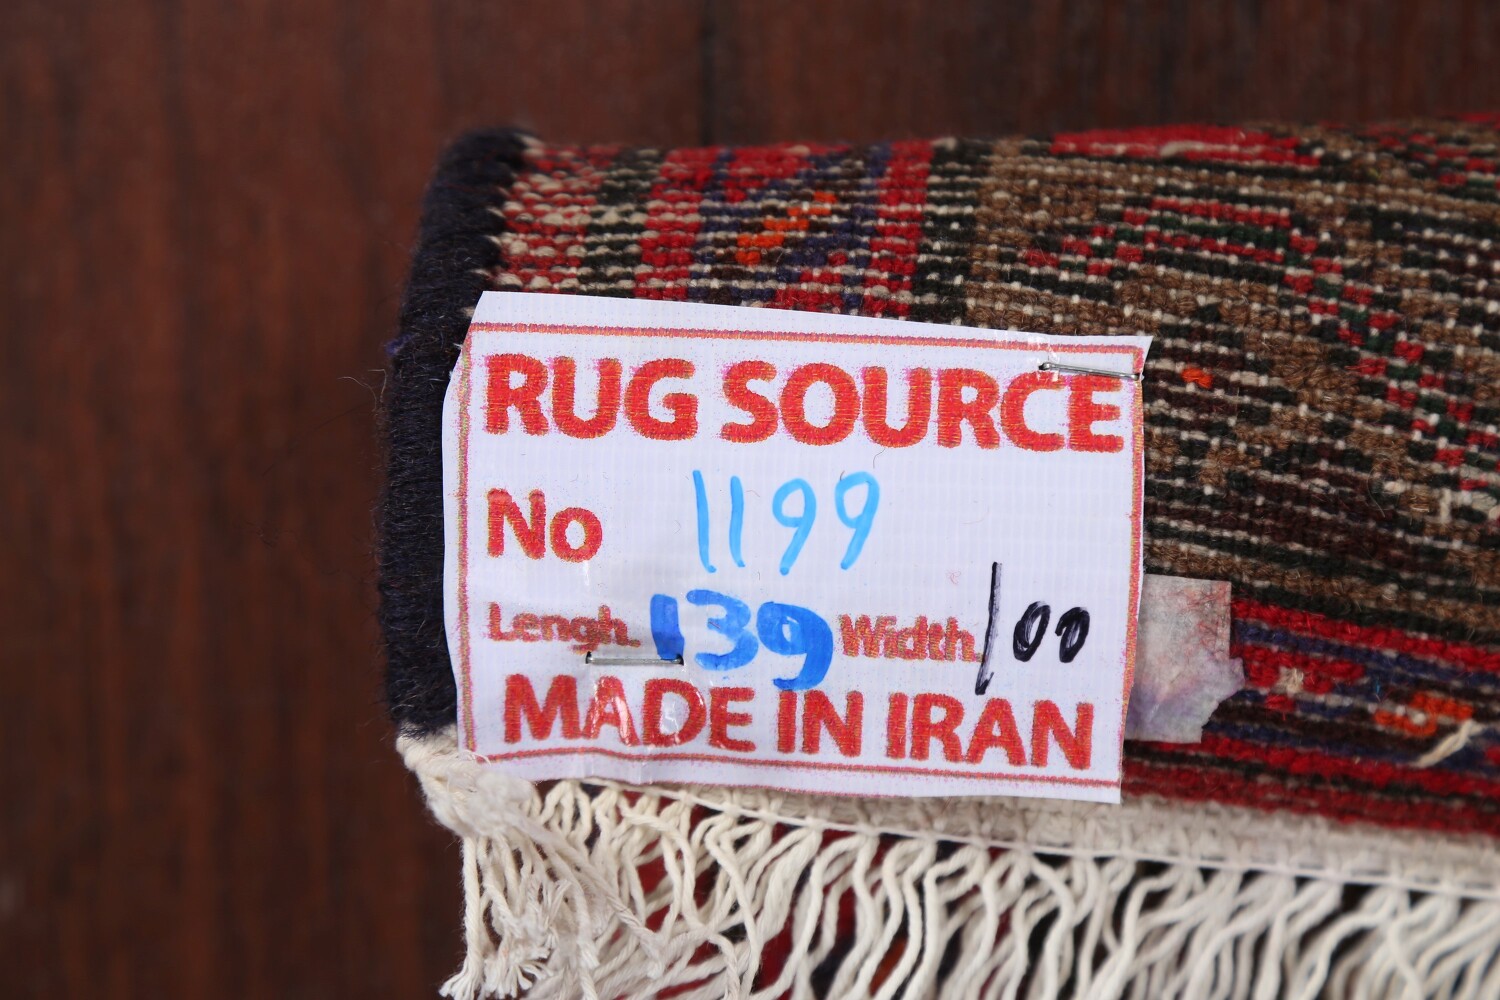 RUG SOURCE
No 1199
Lengh. 139 Width. 100
MADE IN IRAN